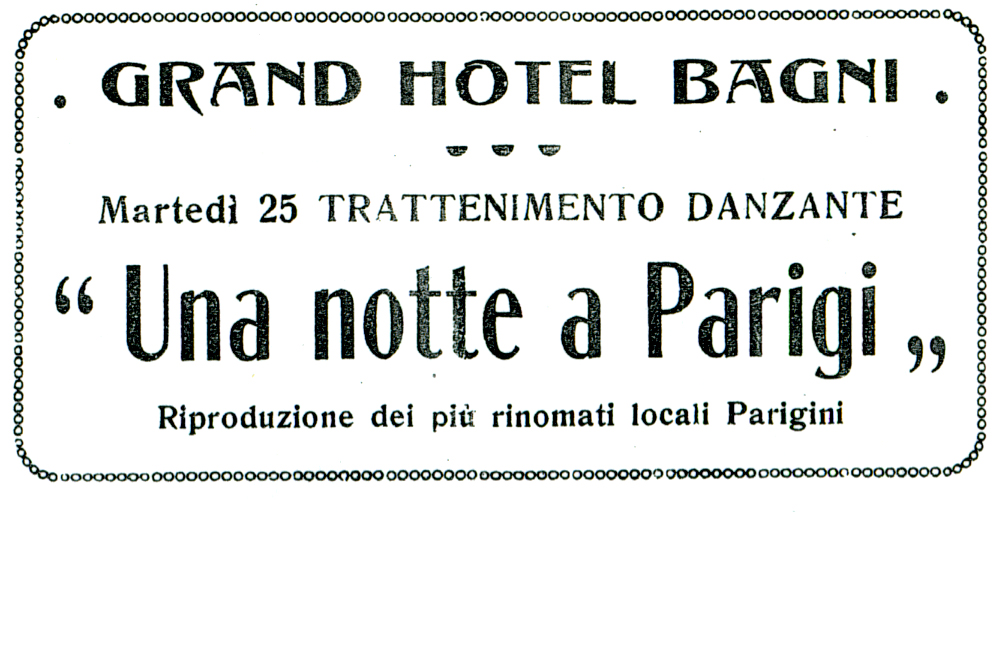 . GRAND HOTEL BAGNI .
Martedì 25 TRATTENIMENTO DANZANTE
“ Una notte a Parigi „
Riproduzione dei più rinomati locali Parigini